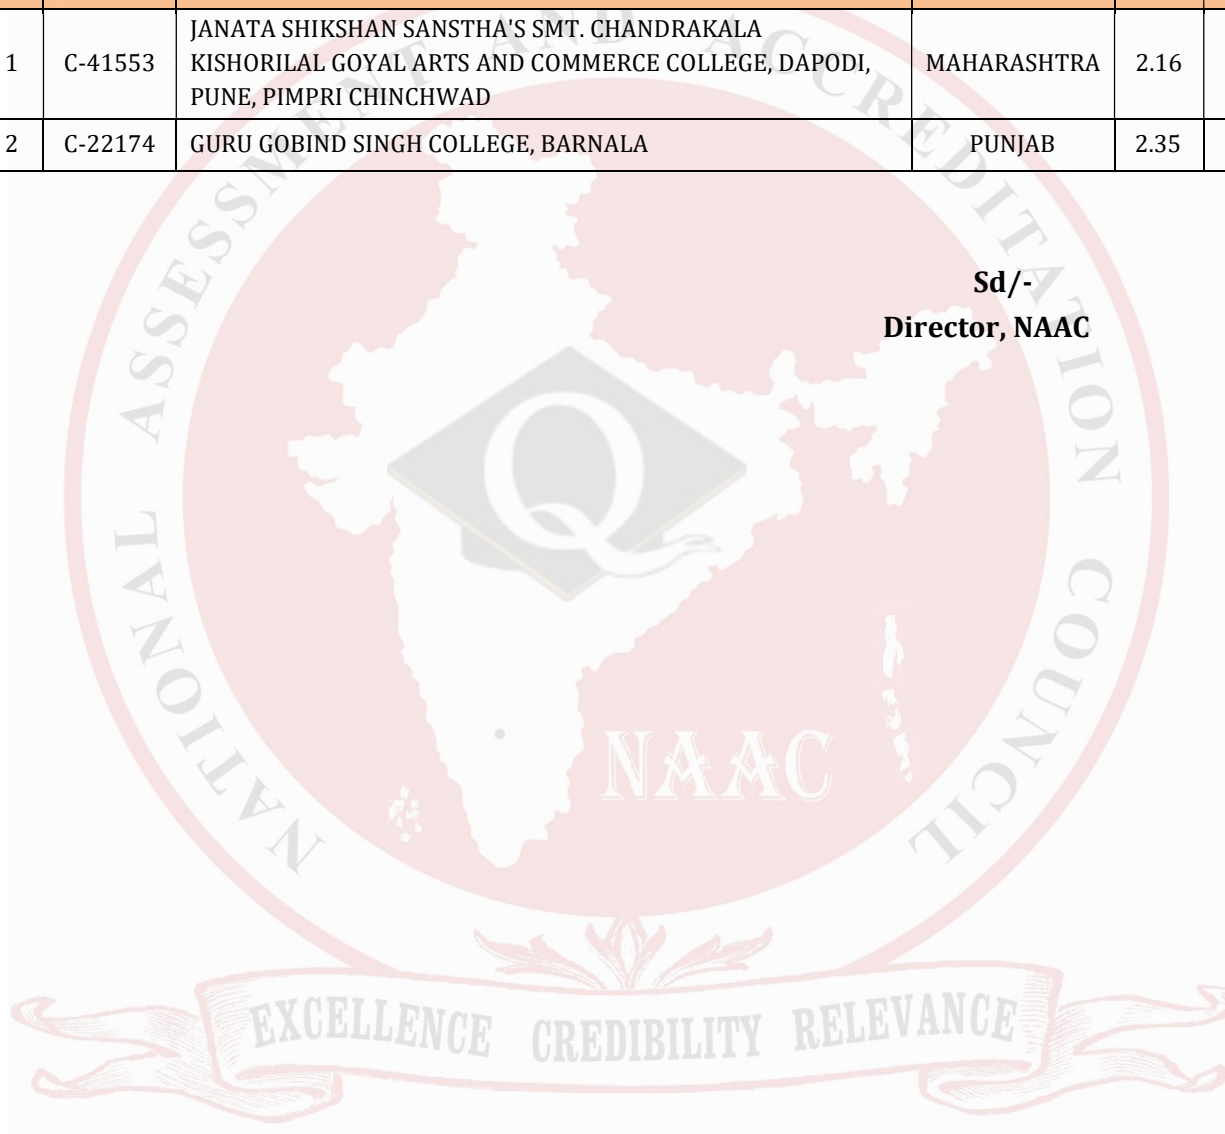 1 C-41553 JANATA SHIKSHAN SANSTHA'S SMT. CHANDRAKALA
KISHORILAL GOYAL ARTS AND COMMERCE COLLEGE, DAPODI,
PUNE, PIMPRI CHINCHWAD MAHARASHTRA 2.16
2 C-22174 GURU GOBIND SINGH COLLEGE, BARNALA PUNJAB 2.35
Sd/-
Director, NAAC
NATIONAL ASSESSMENT AND ACCREDITATION COUNCIL
Q
NAAC
EXCELLENCE CREDIBILITY RELEVANCE